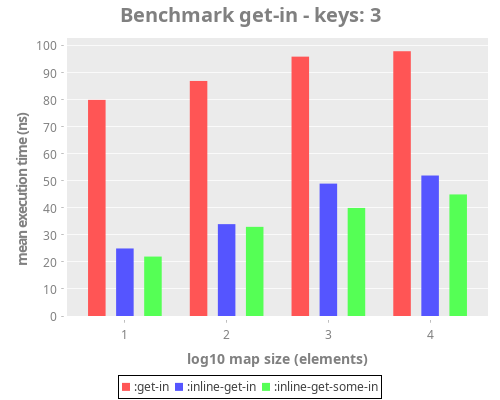 Benchmark get-in - keys: 3
mean execution time (ns)
100
90
80
70
60
50
40
30
20
10
0
1 2 3 4
log10 map size (elements)
:get-in :inline-get-in :inline-get-some-in